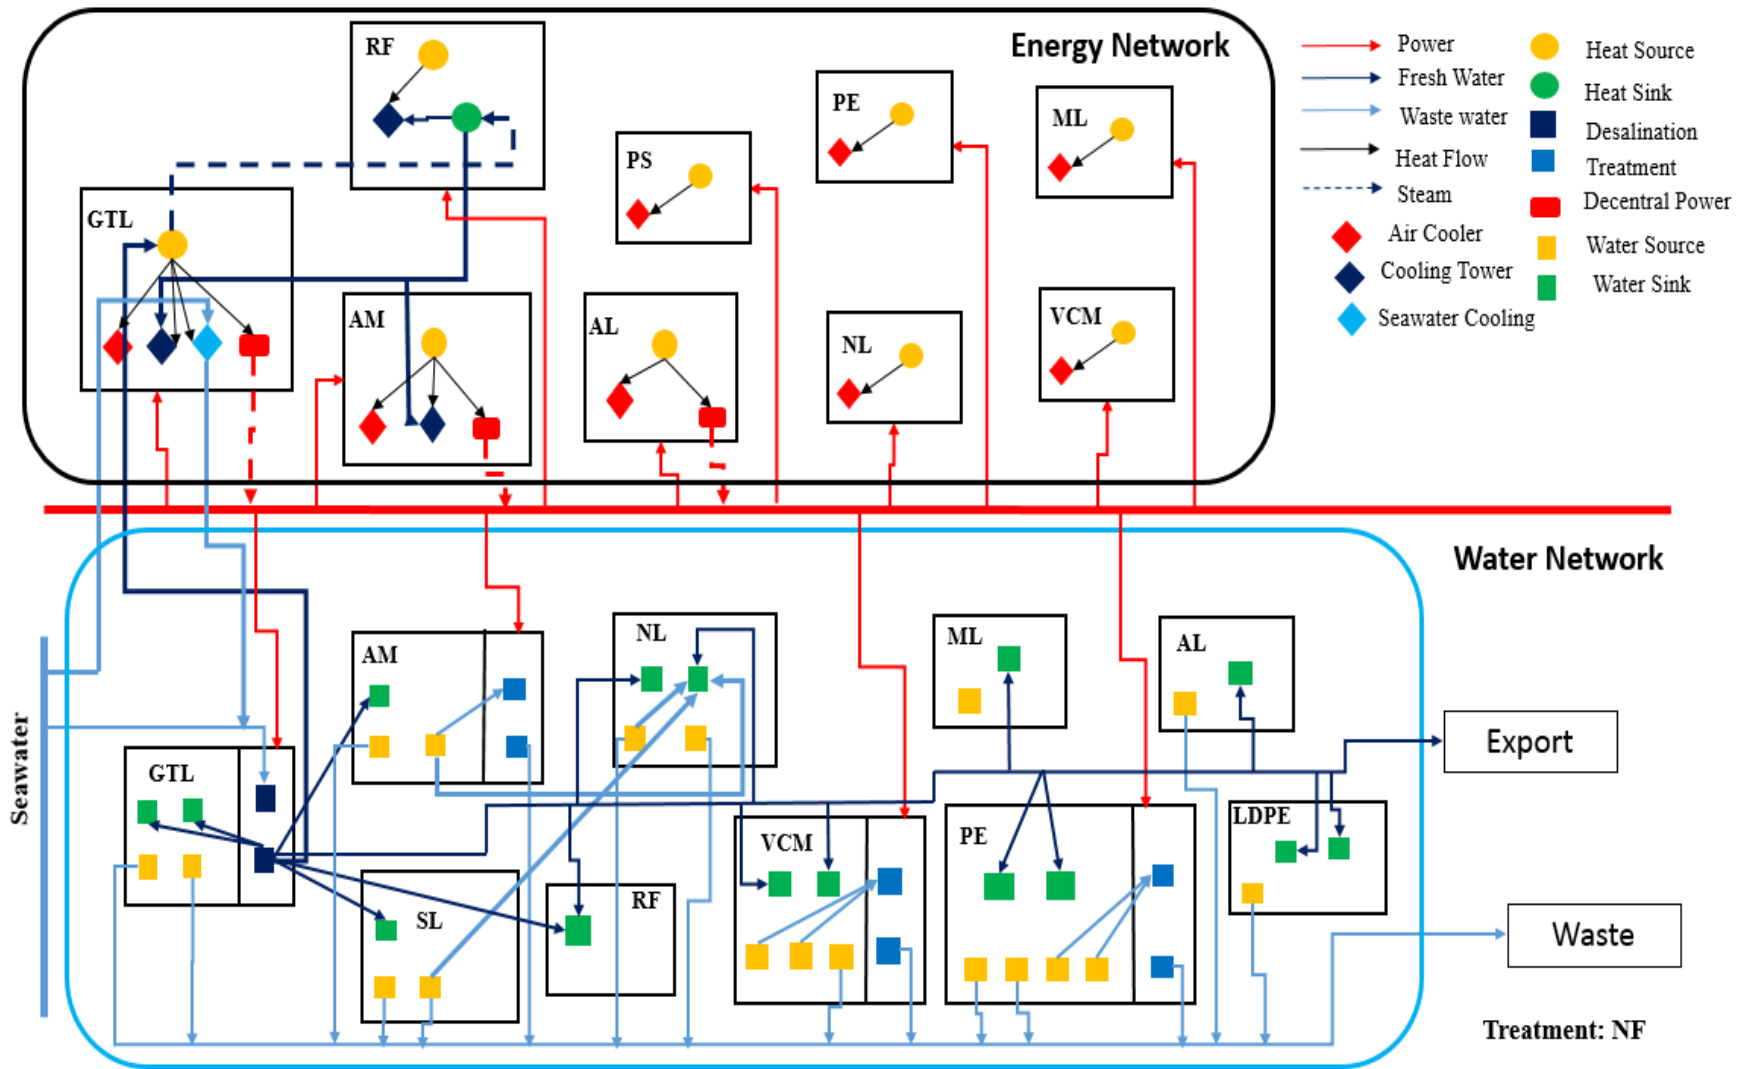 Energy Network
RF
PE
ML
PS
GTL
AM
AL
NL
VCM
Power
Fresh Water
Waste water
Heat Flow
Steam
Air Cooler
Cooling Tower
Seawater Cooling
Heat Source
Heat Sink
Desalination
Treatment
Decentral Power
Water Source
Water Sink
Water Network
Seawater
AM
NL
ML
AL
GTL
SL
RF
VCM
PE
LDPE
Export
Waste
Treatment: NF